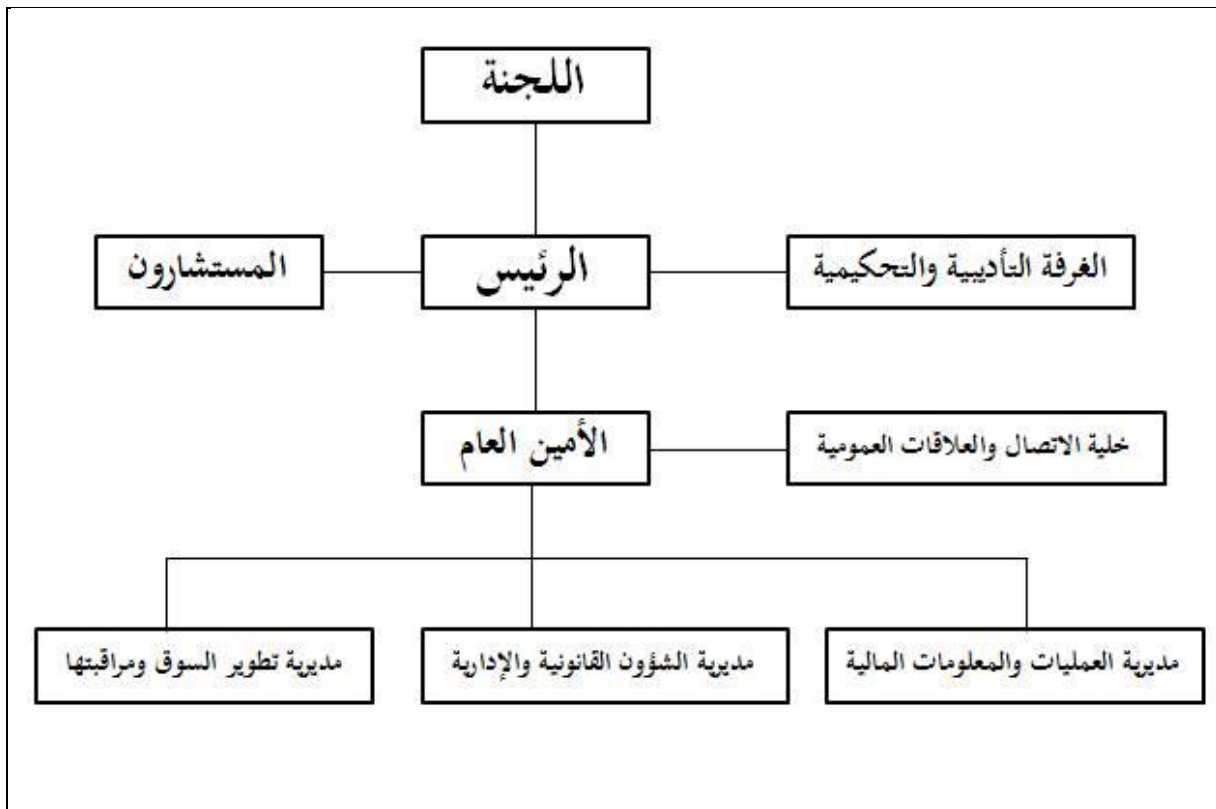 اللجنة
الغرفة التأديبية والتحكيمية
الرئيس
المستشارون
خلية الاتصال والعلاقات العمومية
الأمين العام
مديرية العمليات والمعلومات المالية
مديرية الشؤون القانونية والإدارية
مديرية تطوير السوق ومراقبتها